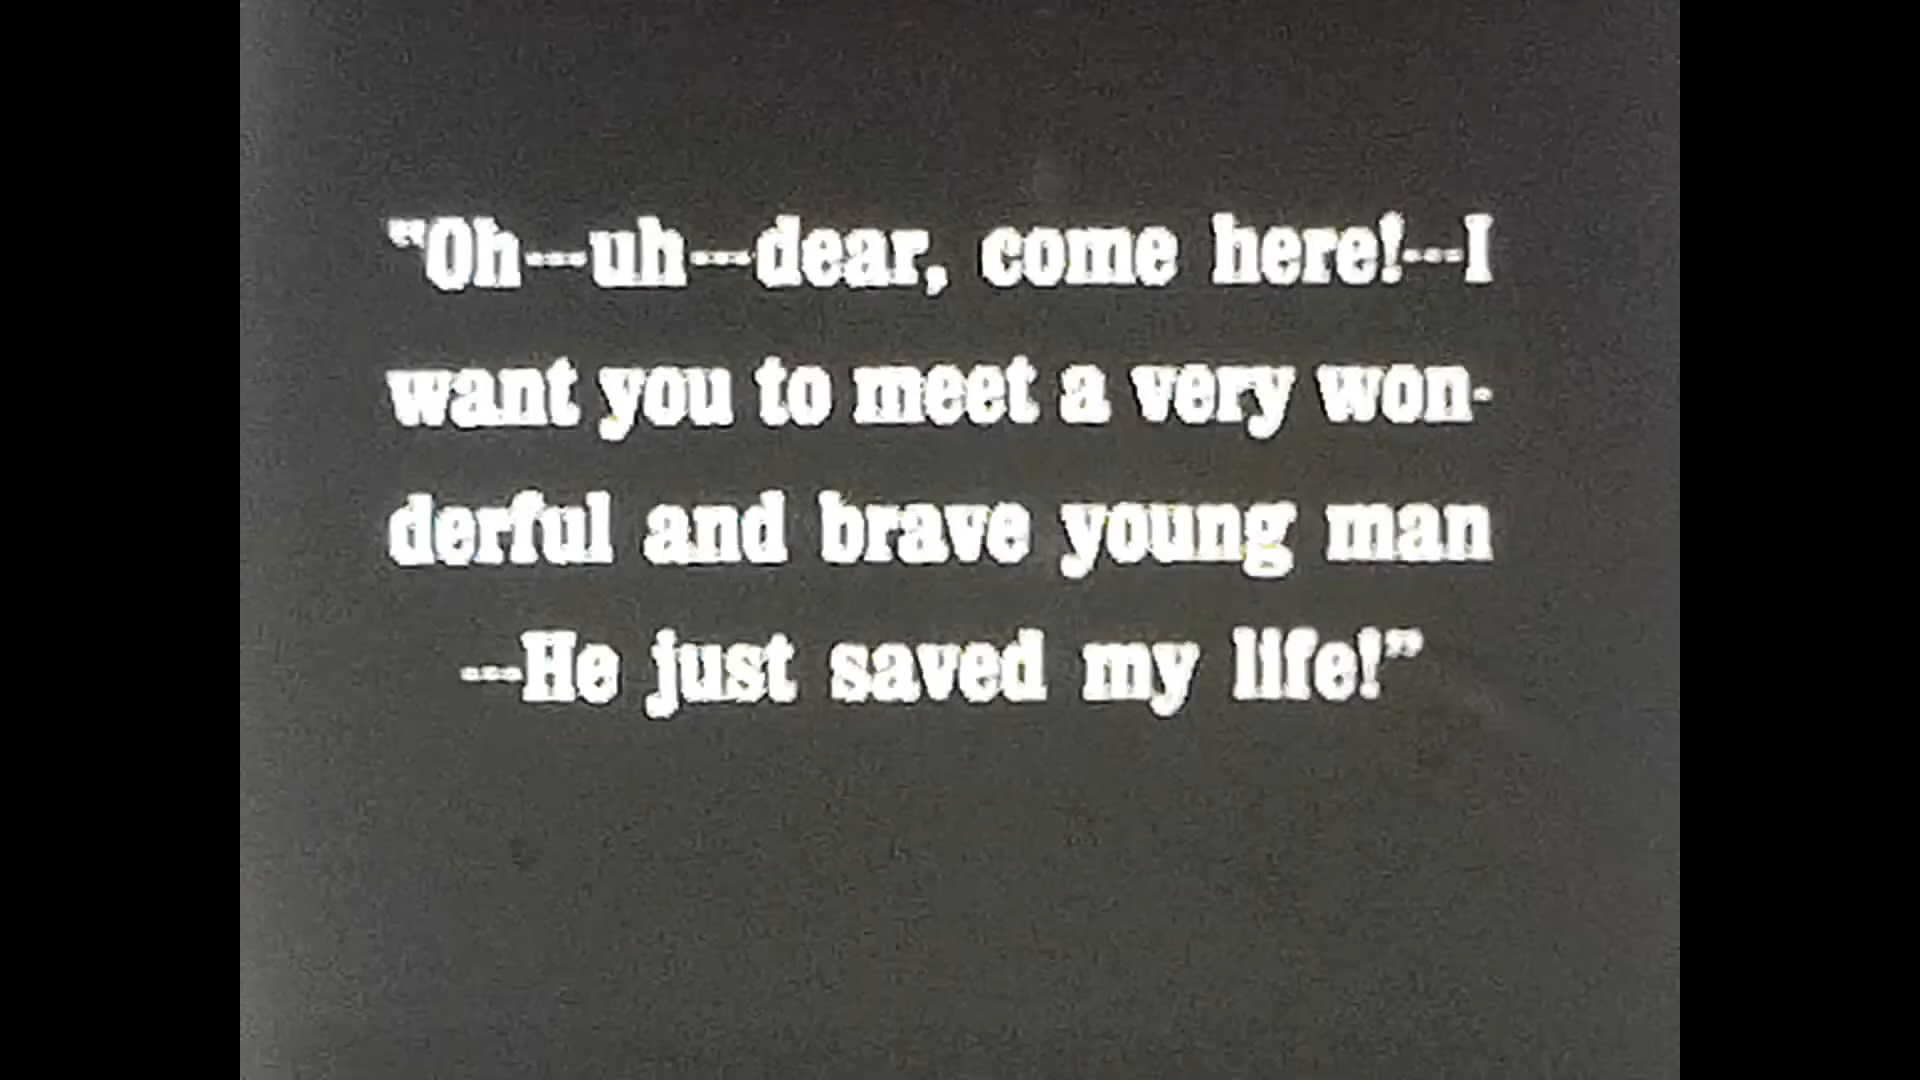 "Oh---uh---dear, come here!---I
want you to meet a very won-
derful and brave young man
---He just saved my life!"